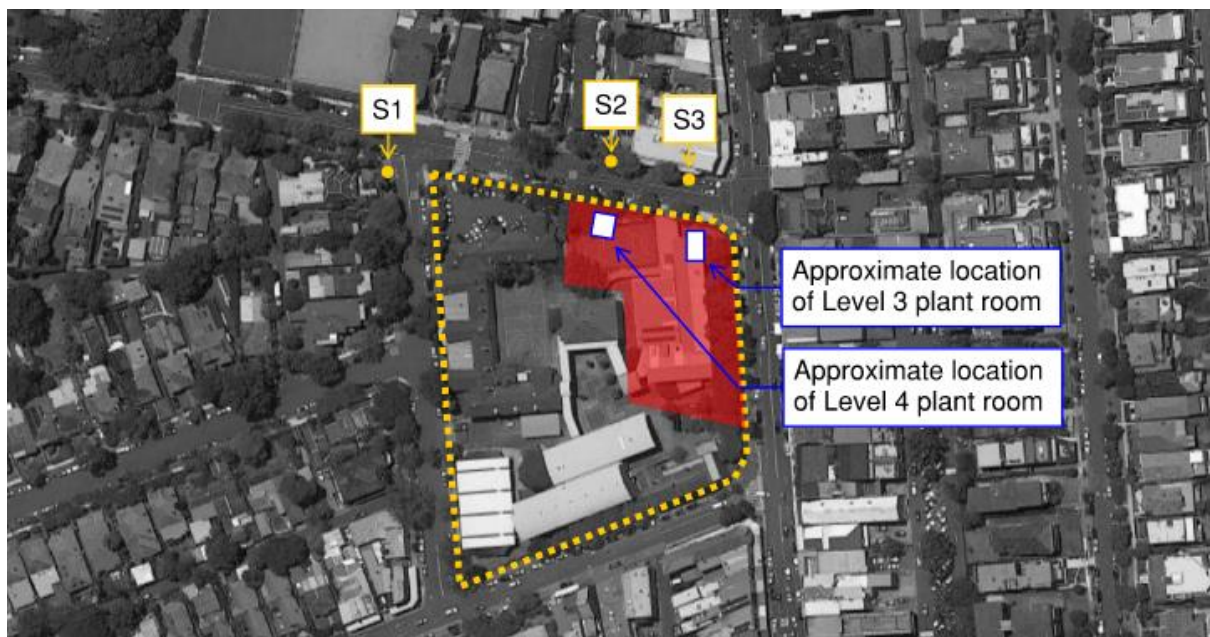 S1
S2
S3
Approximate location
of Level 3 plant room
Approximate location
of Level 4 plant room